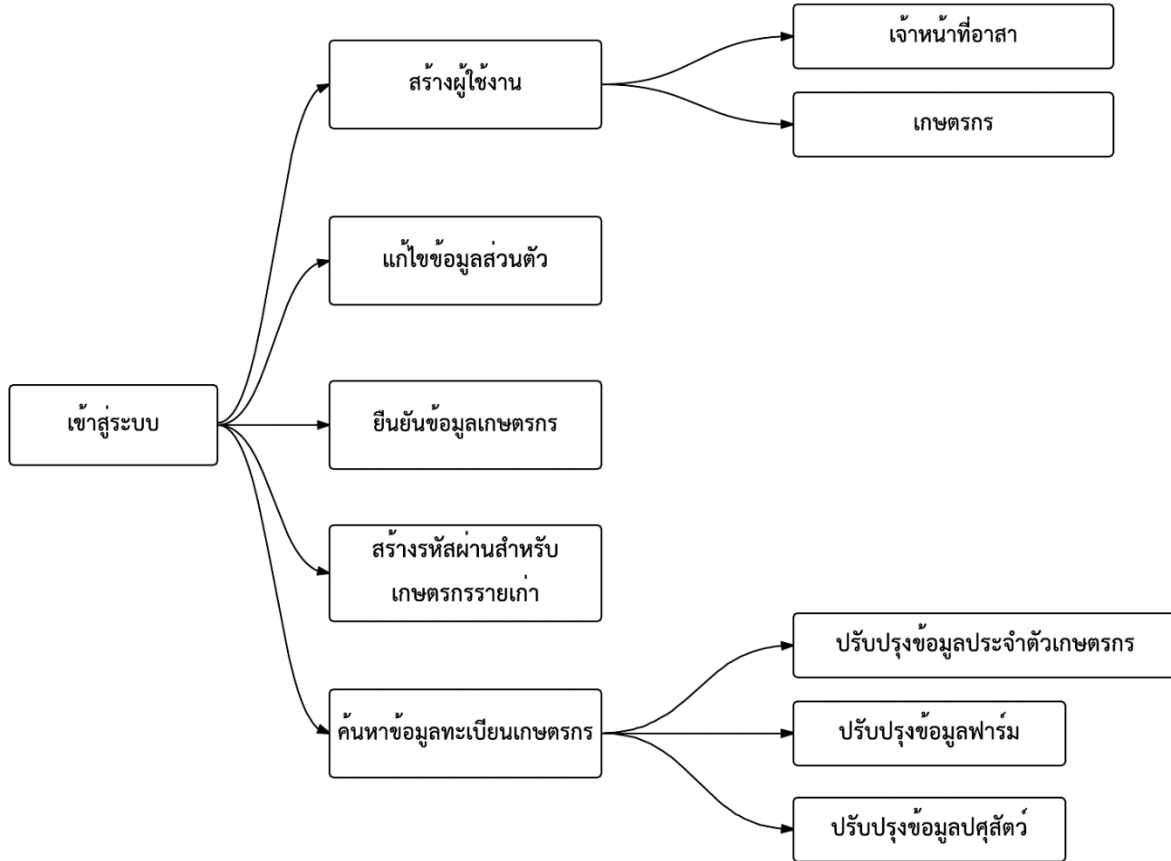 เจ้าหน้าที่อาสา
สร้างผู้ใช้งาน
เกษตรกร
แก้ไขข้อมูลส่วนตัว
เข้าสู่ระบบ
ยืนยันข้อมูลเกษตรกร
สร้างรหัสผ่านสำหรับ
เกษตรกรรายเก่า
ค้นหาข้อมูลทะเบียนเกษตรกร
ปรับปรุงข้อมูลประจำตัวเกษตรกร
ปรับปรุงข้อมูลฟาร์ม
ปรับปรุงข้อมูลปศุสัตว์